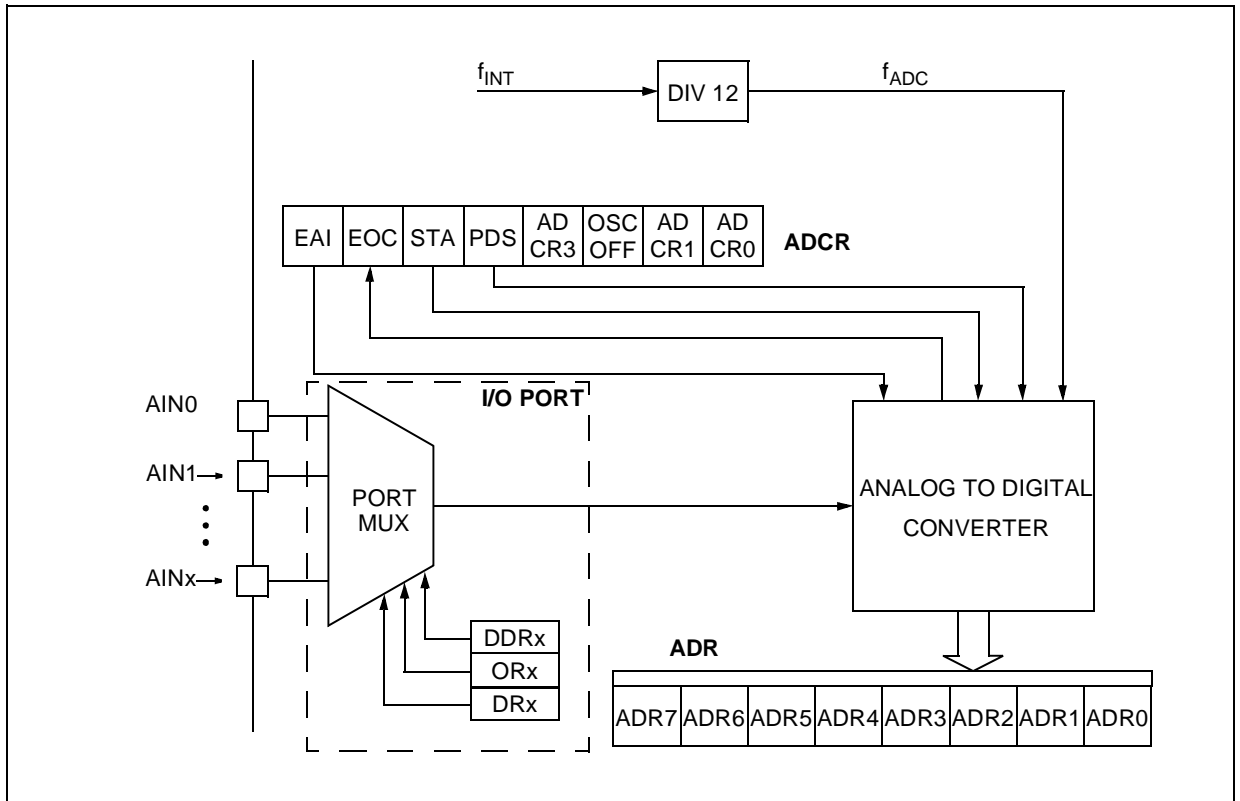 fINT
DIV 12
fADC
EAI EOC STA PDS AD CR3 OSC OFF AD CR1 AD CR0
ADCR
I/O PORT
AIN0
AIN1
AINx
PORT
MUX
ANALOG TO DIGITAL
CONVERTER
DDRx
ORx
DRx
ADR
ADR7 ADR6 ADR5 ADR4 ADR3 ADR2 ADR1 ADR0